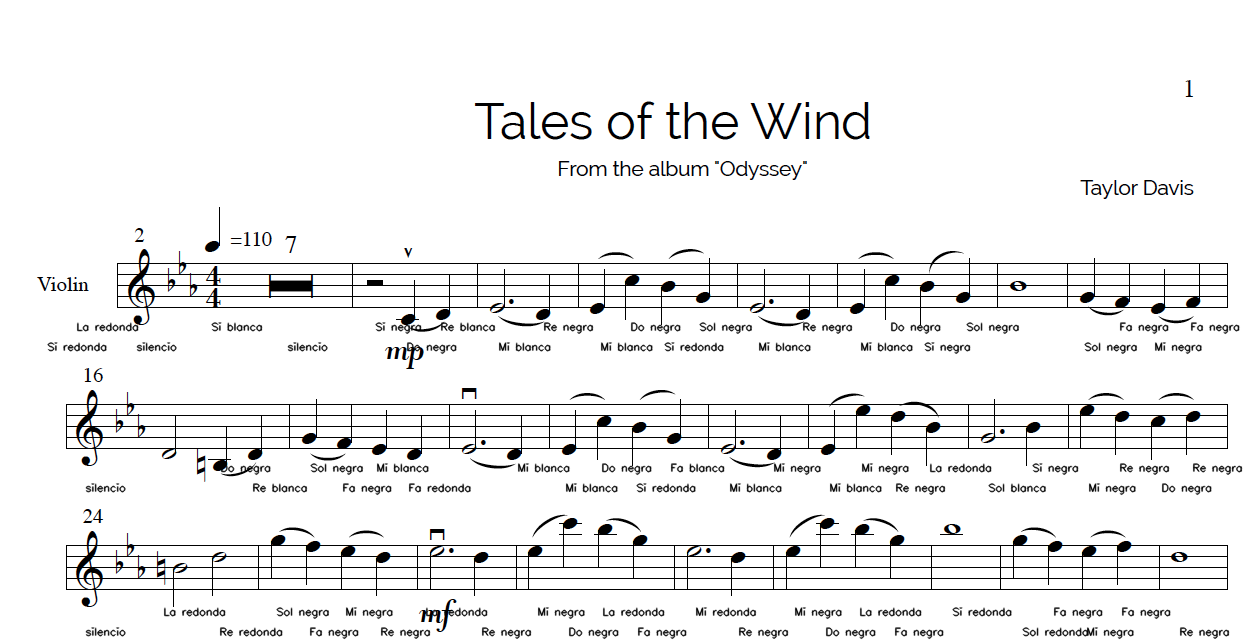 1
Tales of the Wind
From the album "Odyssey"
Taylor Davis
2 =110 7
Violin 4 4
La redonda Si blanca Si negra Re blanca Re negra Do negra Sol negra Re negra Do negra Sol negra Fa negra Fa negra
Si redonda silencio silencio Do negra Mi blanca Mi blanca Si redonda Mi blanca Mi blanca Si negra Sol negra Mi negra
mp
16
Do negra Sol negra Mi blanca Mi blanca Do negra Fa blanca Mi negra Mi negra La redonda Si negra Re negra Re negra
silencio Re blanca Fa negra Fa redonda Mi blanca Si redonda Mi blanca Mi blanca Re negra Sol blanca Mi negra Do negra
24
La redonda Sol negra Mi negra redonda Mi negra La redonda Mi redonda Mi negra La redonda Si redonda Fa negra Fa negra
mf
silencio Re redonda Fa negra Re negra Re negra Do negra Fa negra Do negra Re negra Fa negra Sol redonda Mi negra Re negra